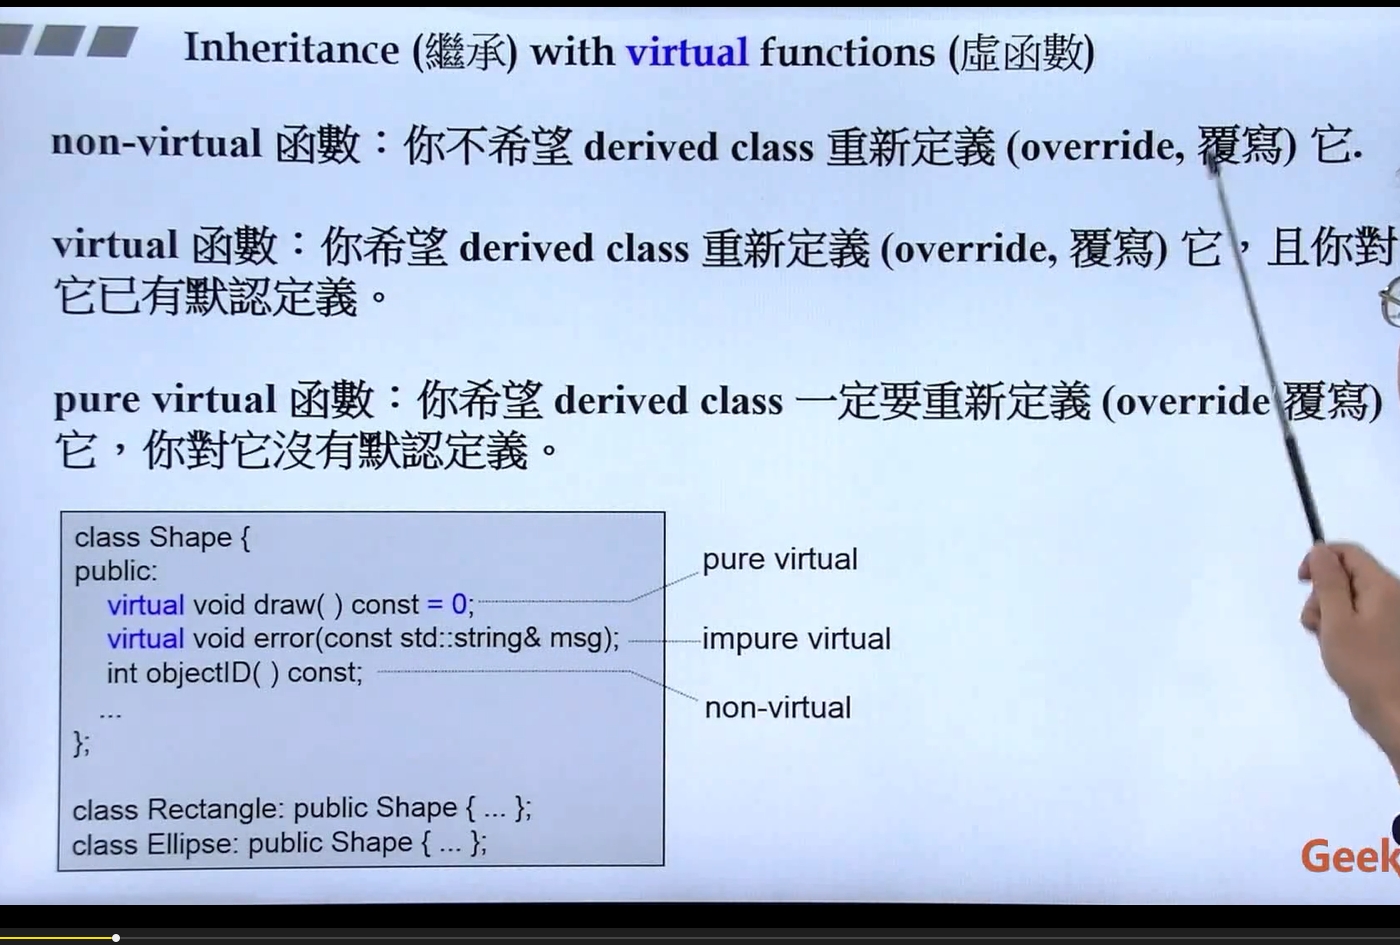 Inheritance (繼承) with virtual functions (虛函數)
non-virtual 函數：你不希望 derived class 重新定義 (override, 覆寫) 它.
virtual 函數：你希望 derived class 重新定義 (override, 覆寫) 它，且你對
它已有默認定義。
pure virtual 函數：你希望 derived class 一定要重新定義 (override 覆寫)
它，你對它沒有默認定義。
class Shape {
public:
virtual void draw( ) const = 0;
virtual void error(const std::string& msg);
int objectID( ) const;
...
};
class Rectangle: public Shape { ... };
class Ellipse: public Shape { ... };
pure virtual
impure virtual
non-virtual
Geek